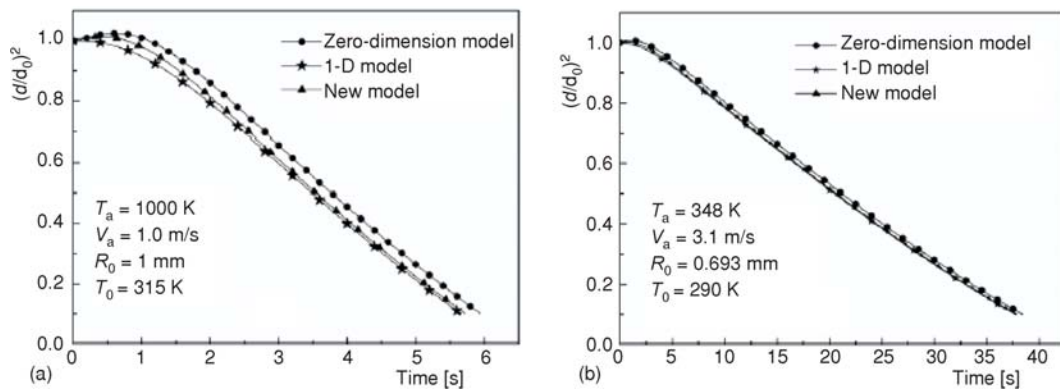 (d/d₀)²
1.0
0.8
0.6
0.4
0.2
0.0
0 1 2 3 4 5 6
Time [s]
(a)
Zero-dimension model
1-D model
New model
Tₐ = 1000 K
Vₐ = 1.0 m/s
R₀ = 1 mm
T₀ = 315 K
(d/d₀)²
1.0
0.8
0.6
0.4
0.2
0.0
0 5 10 15 20 25 30 35 40
Time [s]
(b)
Zero-dimension model
1-D model
New model
Tₐ = 348 K
Vₐ = 3.1 m/s
R₀ = 0.693 mm
T₀ = 290 K